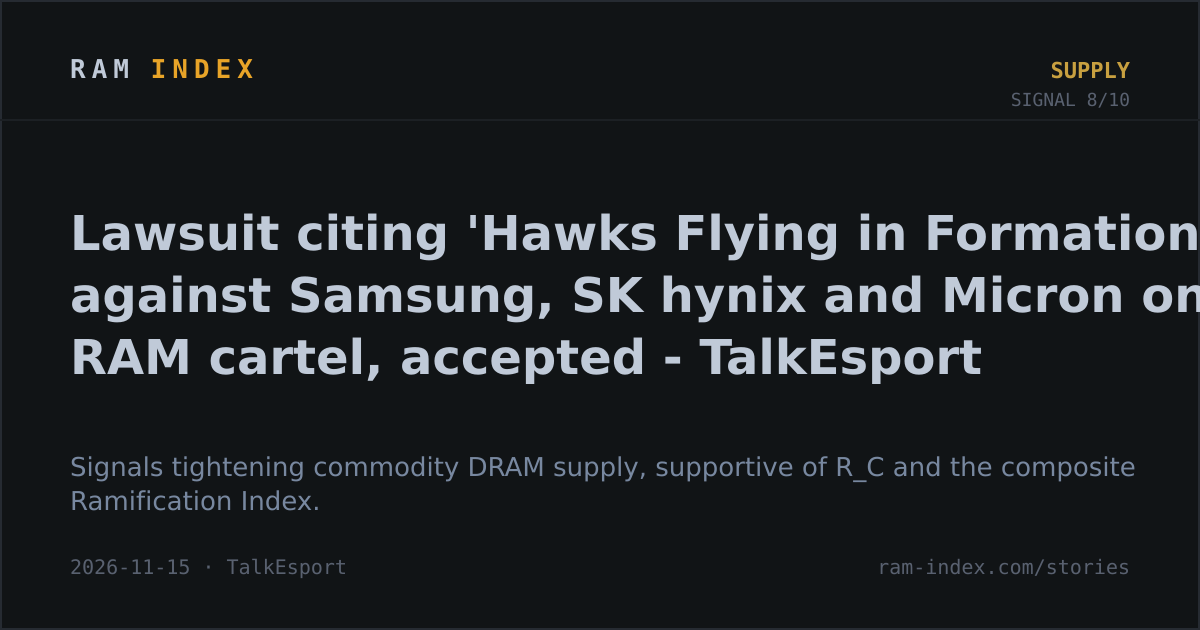 RAM INDEX
SUPPLY
SIGNAL 8/10
Lawsuit citing 'Hawks Flying in Formation
against Samsung, SK hynix and Micron on
RAM cartel, accepted - TalkEsport
Signals tightening commodity DRAM supply, supportive of R_C and the composite
Ramification Index.
2026-11-15 · TalkEsport
ram-index.com/stories